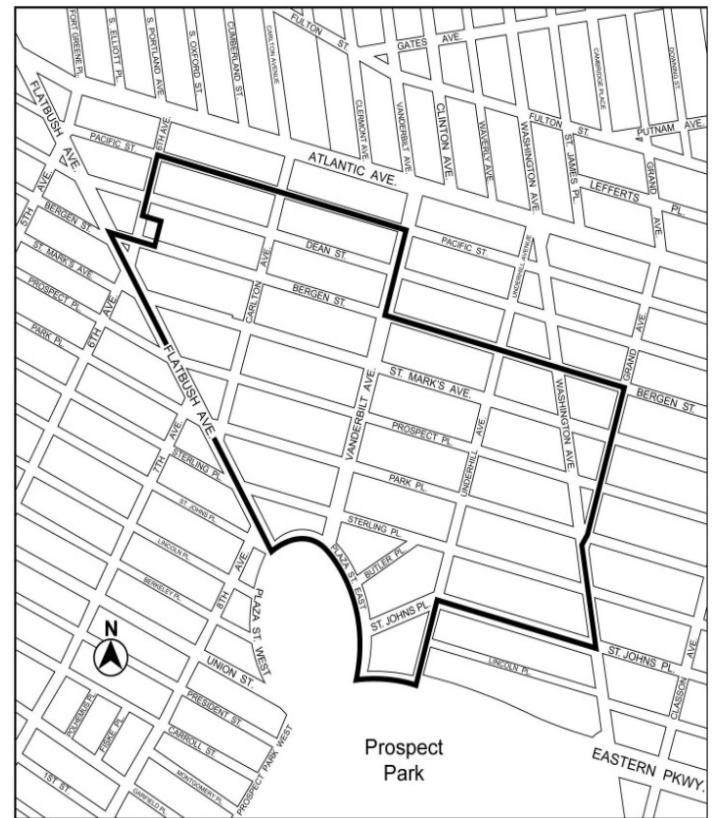 FORT GREENE PL.
S. ELLIOTT PL.
S. PORTLAND AVE.
S. OXFORD ST.
CUMBERLAND ST.
CARLTON AVENUE
FULTON ST.
GATES AVE.
CAMBRIDGE PLACE
DOWNING ST.
FLATBUSH AVE.
PACIFIC ST.
6TH AVE.
CLERMONT AVE.
VANDERBILT AVE.
CLINTON AVE.
WAVERLY AVE.
WASHINGTON AVE.
FULTON ST.
ST. JAMES PL.
PUTNAM AVE.
ATLANTIC AVE.
LEFFERTS PL.
GRAND AVE
5TH AVE.
BERGEN ST.
ST. MARK'S AVE.
PROSPECT PL.
PARK PL.
6TH AVE.
DEAN ST.
BERGEN ST.
CARLTON AVE.
PACIFIC ST.
UNDERHILL AVENUE
GRAND AVE.
BERGEN ST.
FLATBUSH AVE.
VANDERBILT AVE.
ST. MARK'S AVE.
PROSPECT PL.
UNDERHILL AVE.
WASHINGTON AVE.
PARK PL.
7TH AVE.
STERLING PL.
ST. JOHNS PL.
LINCOLN PL.
BERKELEY PL.
8TH AVE.
STERLING PL.
PLAZA ST. EAST
BUTLER PL.
ST. JOHNS PL.
PLAZA ST. WEST
UNION ST.
LINCOLN PL.
ST. JOHNS PL.
CLASSON AVE.
N
POLHEMUS PL.
FISKE PL.
PRESIDENT ST.
CARROLL ST.
MONTGOMERY PL.
GARFIELD PL.
1ST ST
PROSPECT PARK WEST
Prospect
Park
EASTERN PKWY.